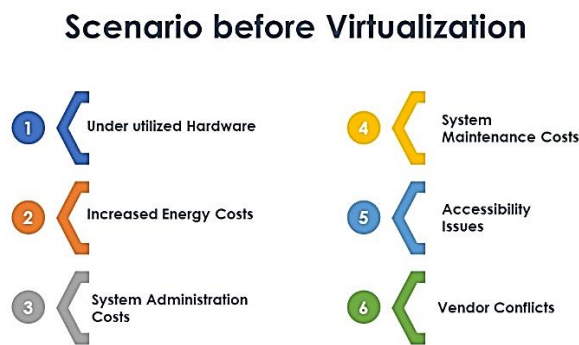 Scenario before Virtualization
1
Under utilized Hardware
2
Increased Energy Costs
3
System Administration
Costs
4
System
Maintenance Costs
5
Accessibility
Issues
6
Vendor Conflicts